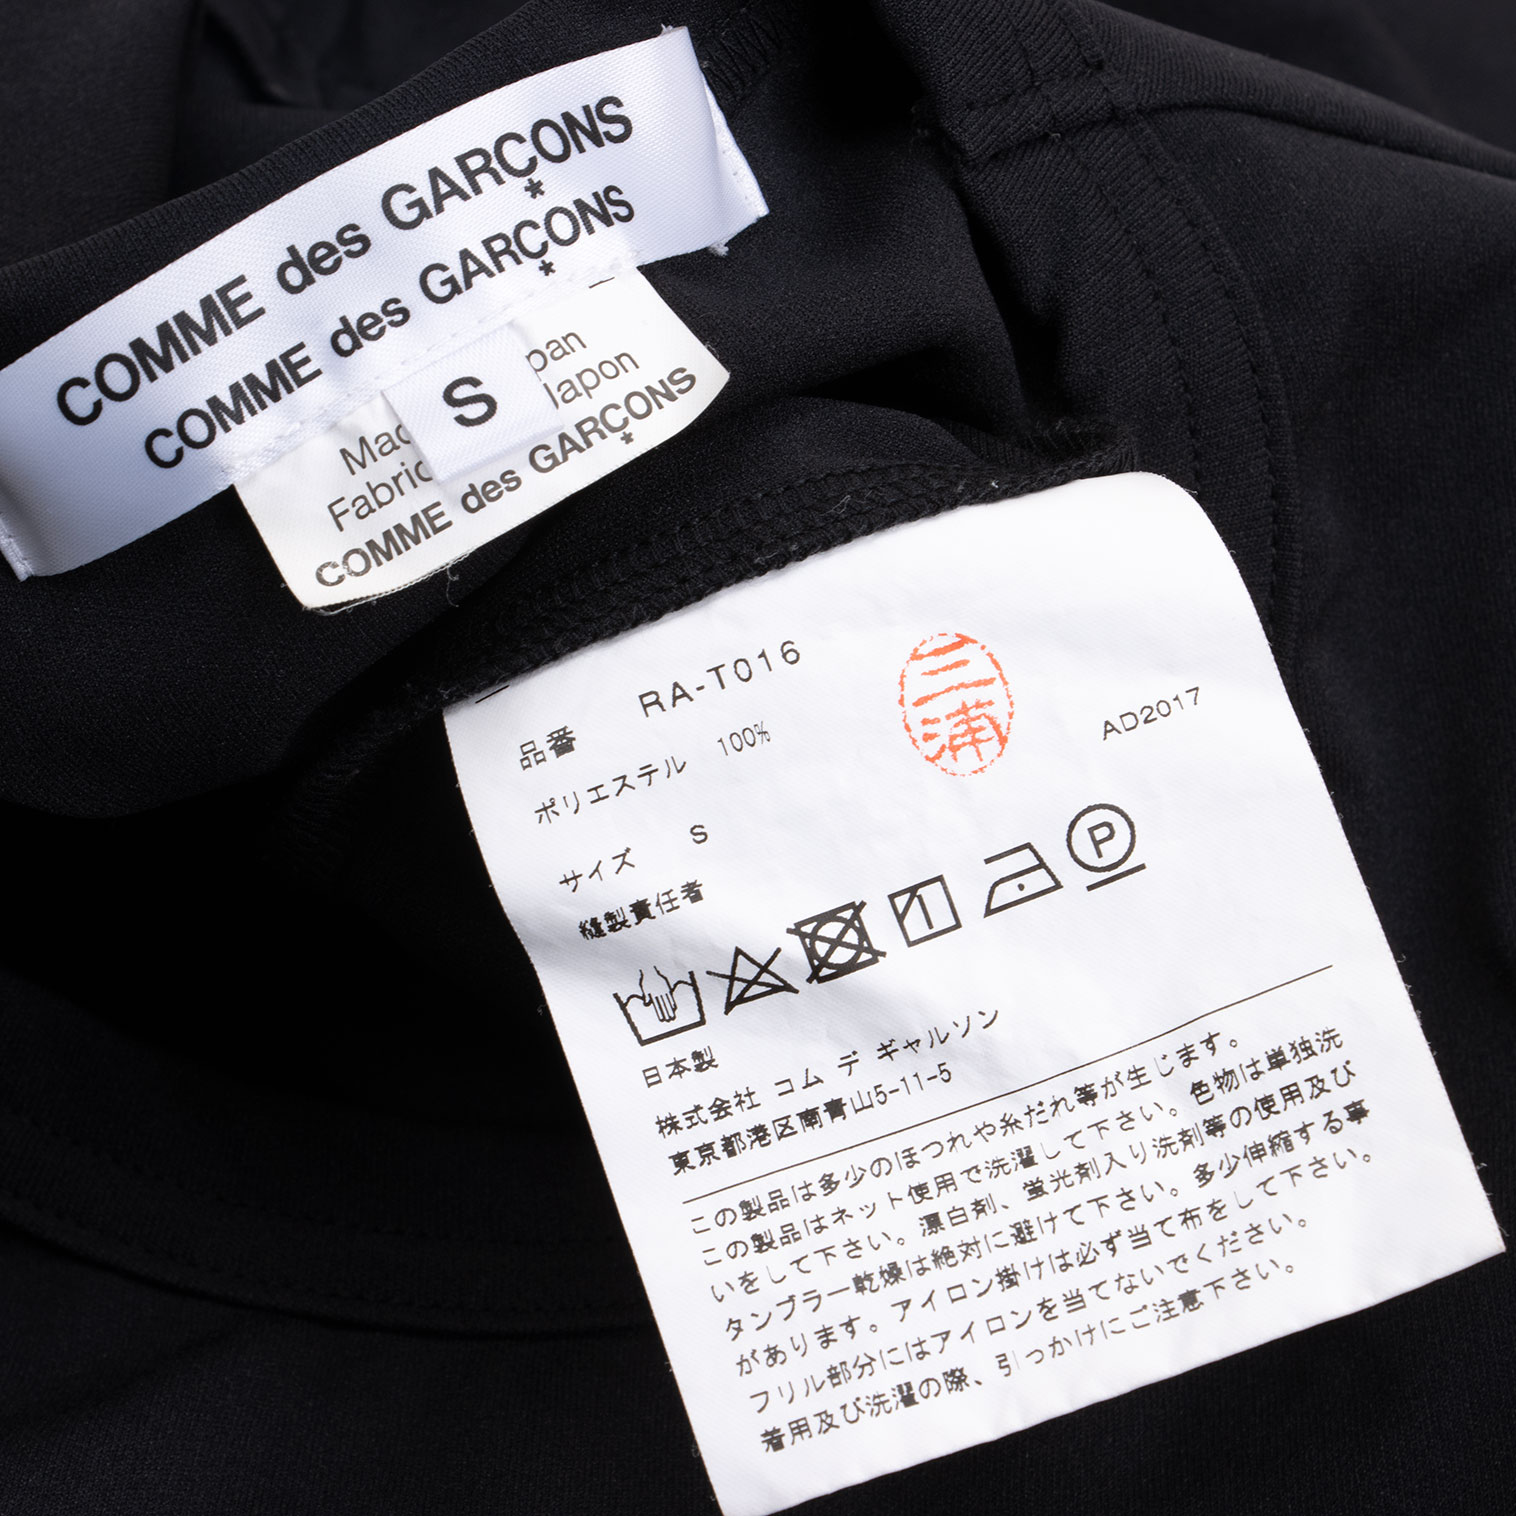 COMME des GARÇONS
COMME des GARÇONS
S
pan
Japon
COMME des GARÇONS
品番 RA-T016
三浦
AD2017
ポリエステル 100%
サイズ S
縫製責任者
P
日本製
株式会社 コム デ ギャルソン
東京都港区南青山5-11-5
この製品は多少のほつれや糸だれ等が生じます。
この製品はネット使用で洗濯して下さい。色物は単独洗
いをして下さい。漂白剤、蛍光剤入り洗剤等の使用及び
タンブラー乾燥は絶対に避けて下さい。多少伸縮する事
があります。アイロン掛けは必ず当て布をして下さい。
フリル部分にはアイロンを当てないでください。
着用及び洗濯の際、引っかけにご注意下さい。